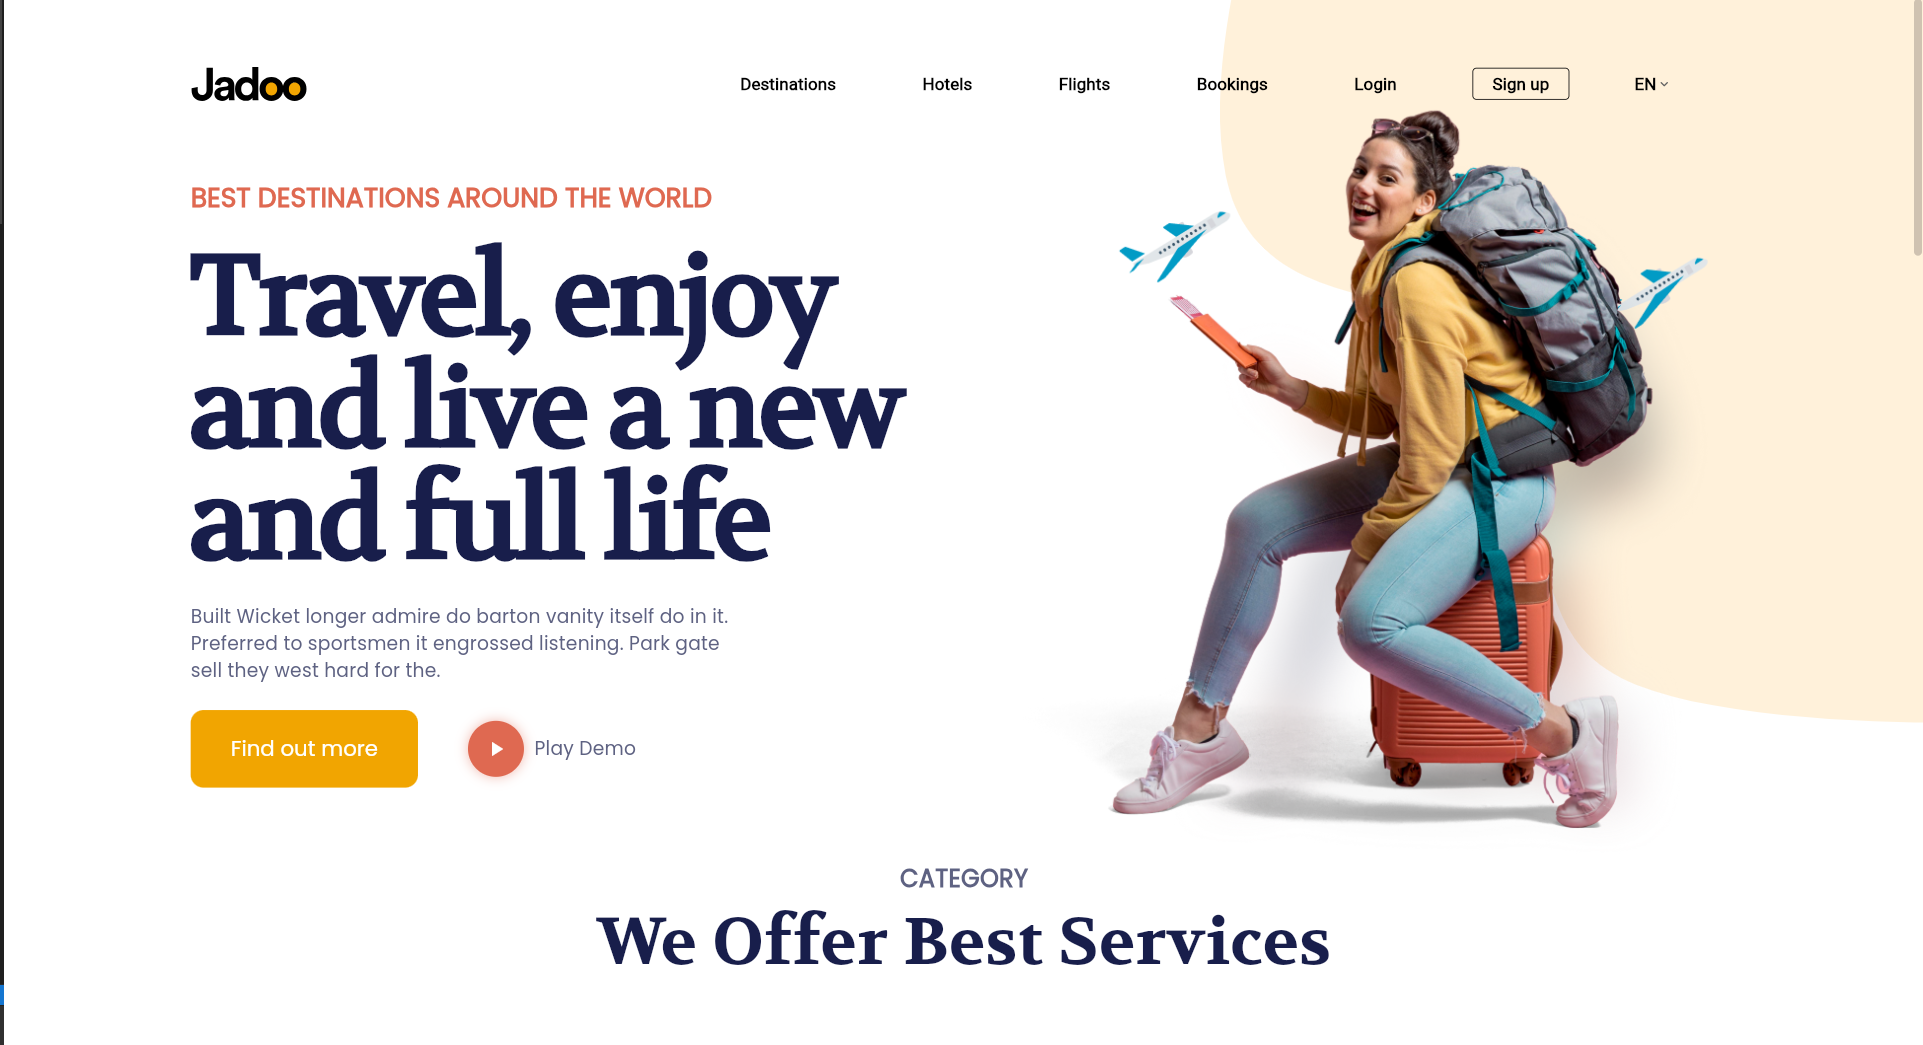 Jadoo
Destinations
Hotels
Flights
Bookings
Login
Sign up
EN
BEST DESTINATIONS AROUND THE WORLD
Travel, enjoy
and live a new
and full life
Built Wicket longer admire do barton vanity itself do in it.
Preferred to sportsmen it engrossed listening. Park gate
sell they west hard for the.
Find out more
Play Demo
CATEGORY
We Offer Best Services